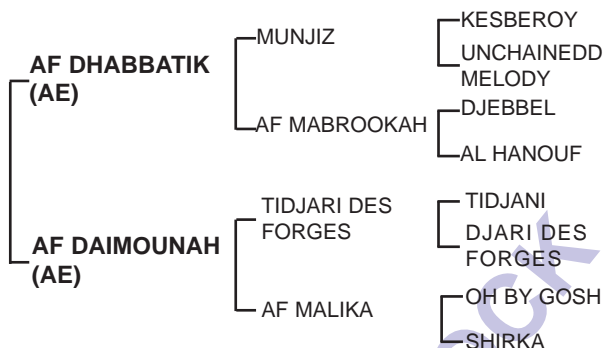 AF DHABBATIK
(AE)
MUNJIZ
KESBEROY
UNCHAINEDD
MELODY
AF MABROOKAH
DJEBBEL
AL HANOUF
AF DAIMOUNAH
(AE)
TIDJARI DES
FORGES
TIDJANI
DJARI DES
FORGES
AF MALIKA
OH BY GOSH
SHIRKA
OCK